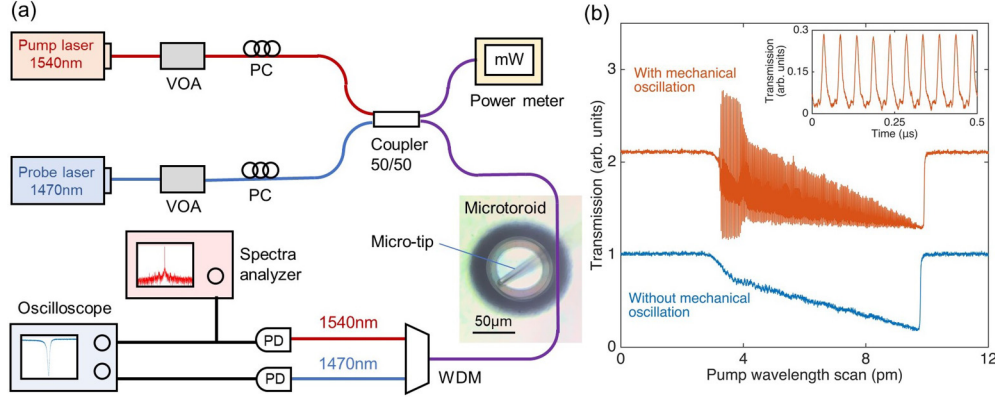 (a)
Pump laser
1540nm
VOA
PC
mW
Power meter
Coupler
50/50
Probe laser
1470nm
VOA
PC
Microtoroid
Micro-tip
50μm
Spectra
analyzer
Oscilloscope
PD
1540nm
PD
1470nm
WDM
(b)
Transmission (arb. units)
3
2
1
0
With mechanical
oscillation
Without mechanical
oscillation
0
4
8
12
Pump wavelength scan (pm)
Transmission
(arb. units)
0.3
0.15
0
0
0.25
0.5
Time (μs)